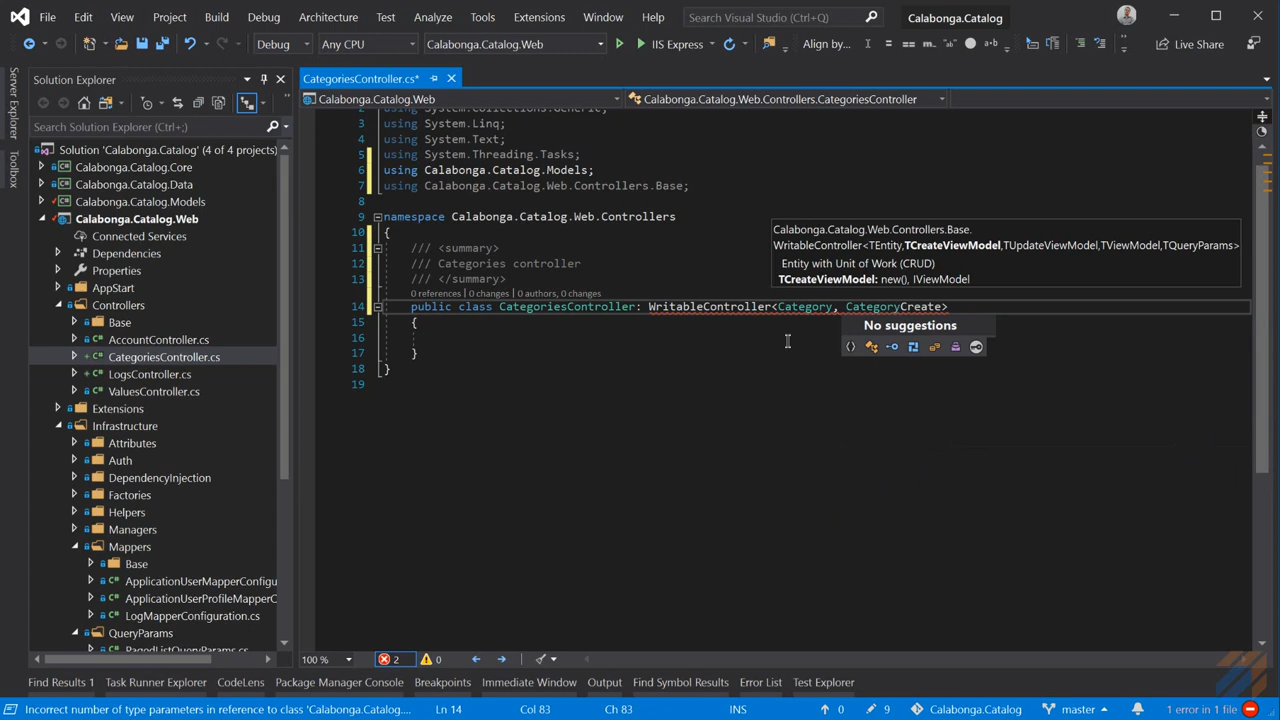 File Edit View Project Build Debug Architecture Test Analyze Tools Extensions Window Help Search Visual Studio (Ctrl+Q) Calabonga.Catalog
Debug Any CPU Calabonga.Catalog.Web IIS Express Align by... Live Share
Server Explorer
Toolbox
Solution Explorer
Search Solution Explorer (Ctrl+;)
Solution 'Calabonga.Catalog' (4 of 4 projects)
Calabonga.Catalog.Core
Calabonga.Catalog.Data
Calabonga.Catalog.Models
Calabonga.Catalog.Web
Connected Services
Dependencies
Properties
AppStart
Controllers
Base
AccountController.cs
CategoriesController.cs
LogsController.cs
ValuesController.cs
Extensions
Infrastructure
Attributes
Auth
DependencyInjection
Factories
Helpers
Managers
Mappers
Base
ApplicationUserMapperConfigu
ApplicationUserProfileMapperC
LogMapperConfiguration.cs
QueryParams
PagedListQueryParams.cs
CategoriesController.cs*
Calabonga.Catalog.Web Calabonga.Catalog.Web.Controllers.CategoriesController
2 using System.Collections.Generic;
3 using System.Linq;
4 using System.Text;
5 using System.Threading.Tasks;
6 using Calabonga.Catalog.Models;
7 using Calabonga.Catalog.Web.Controllers.Base;
8
9 namespace Calabonga.Catalog.Web.Controllers
10 {
11 /// <summary>
12 /// Categories controller
13 /// </summary>
0 references | 0 changes | 0 authors, 0 changes
14 public class CategoriesController: WritableController<Category, CategoryCreate>
15 {
16
17 }
18 }
19
Calabonga.Catalog.Web.Controllers.Base.
WritableController<TEntity,TCreateViewModel,TUpdateViewModel,TViewModel,TQueryParams>
Entity with Unit of Work (CRUD)
TCreateViewModel: new(), IViewModel
No suggestions
100 % 2 0
Find Results 1 Task Runner Explorer CodeLens Package Manager Console Breakpoints Immediate Window Output Find Symbol Results Error List Test Explorer
Incorrect number of type parameters in reference to class 'Calabonga.Catalog.... Ln 14 Ch 83 INS 0 9 Calabonga.Catalog master 1 error in 1 file